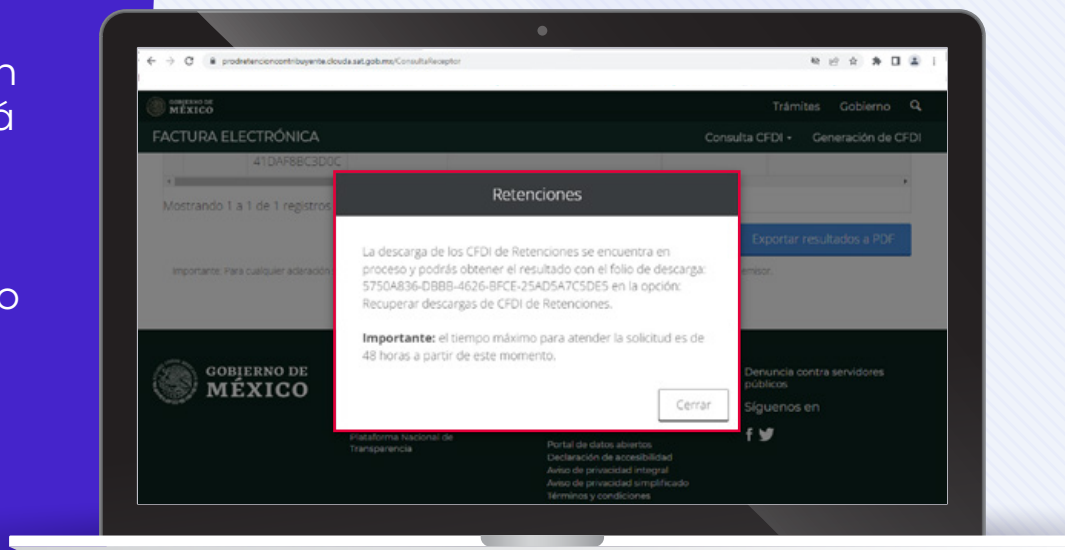 n
á
o
prodretencioncontribuyente.clouda.sat.gob.mx/ConsultaReceptor
GOBIERNO DE
MÉXICO
Trámites Gobierno
FACTURA ELECTRÓNICA
Consulta CFDI Generación de CFDI
41DAF8BC3D0C
Mostrando 1 a 1 de 1 registros
Exportar resultados a PDF
Importante: Para cualquier aclaración
emisor.
Retenciones
La descarga de los CFDI de Retenciones se encuentra en
proceso y podrás obtener el resultado con el folio de descarga:
5750A836-DBBB-4626-BFCE-25AD5A7C5DE5 en la opción:
Recuperar descargas de CFDI de Retenciones.
Importante: el tiempo máximo para atender la solicitud es de
48 horas a partir de este momento.
Cerrar
GOBIERNO DE
MÉXICO
Plataforma Nacional de
Transparencia
Portal de datos abiertos
Declaración de accesibilidad
Aviso de privacidad integral
Aviso de privacidad simplificado
Términos y condiciones
Denuncia contra servidores
públicos
Síguenos en